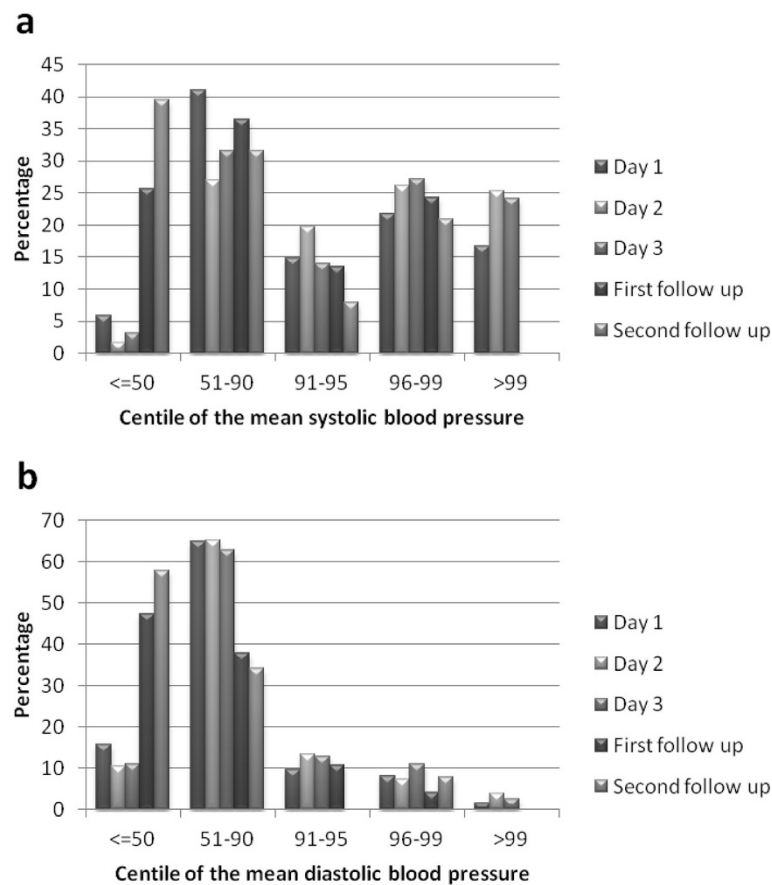 a
45
40
35
30
25
20
15
10
5
0
Percentage
<=50 51-90 91-95 96-99 >99
Centile of the mean systolic blood pressure
Day 1
Day 2
Day 3
First follow up
Second follow up
b
70
60
50
40
30
20
10
0
Percentage
<=50 51-90 91-95 96-99 >99
Centile of the mean diastolic blood pressure
Day 1
Day 2
Day 3
First follow up
Second follow up